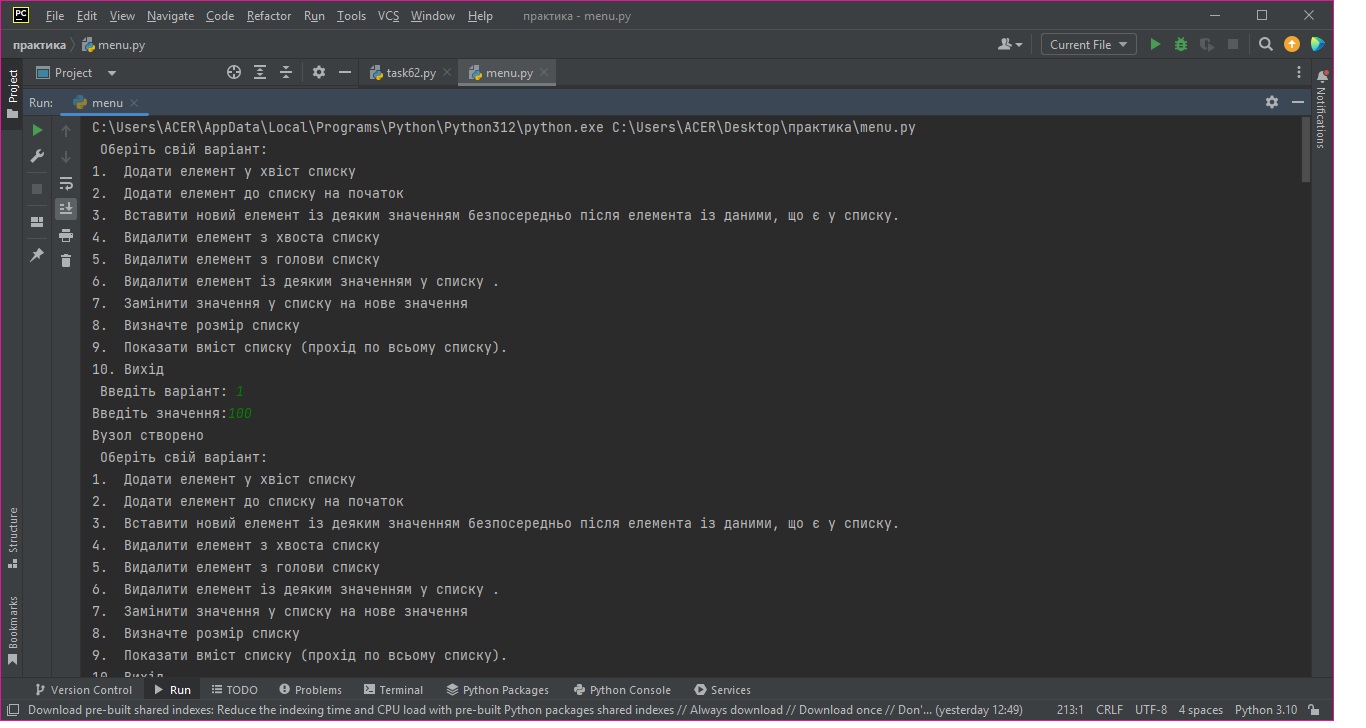 PC File Edit View Navigate Code Refactor Run Tools VCS Window Help практика - menu.py
практика menu.py Current File
Project Project task62.py menu.py
Notifications
Run: menu
C:\Users\ACER\AppData\Local\Programs\Python\Python312\python.exe C:\Users\ACER\Desktop\практика\menu.py
Оберіть свій варіант:
1. Додати елемент у хвіст списку
2. Додати елемент до списку на початок
3. Вставити новий елемент із деяким значенням безпосередньо після елемента із даними, що є у списку.
4. Видалити елемент з хвоста списку
5. Видалити елемент з голови списку
6. Видалити елемент із деяким значенням у списку .
7. Замінити значення у списку на нове значення
8. Визначте розмір списку
9. Показати вміст списку (прохід по всьому списку).
10. Вихід
Введіть варіант: 1
Введіть значення:100
Вузол створено
Оберіть свій варіант:
1. Додати елемент у хвіст списку
2. Додати елемент до списку на початок
3. Вставити новий елемент із деяким значенням безпосередньо після елемента із даними, що є у списку.
4. Видалити елемент з хвоста списку
5. Видалити елемент з голови списку
6. Видалити елемент із деяким значенням у списку .
7. Замінити значення у списку на нове значення
8. Визначте розмір списку
9. Показати вміст списку (прохід по всьому списку).
10. Вихід
Structure
Bookmarks
Version Control Run TODO Problems Terminal Python Packages Python Console Services
Download pre-built shared indexes: Reduce the indexing time and CPU load with pre-built Python packages shared indexes // Always download // Download once // Don'... (yesterday 12:49) 213:1 CRLF UTF-8 4 spaces Python 3.10